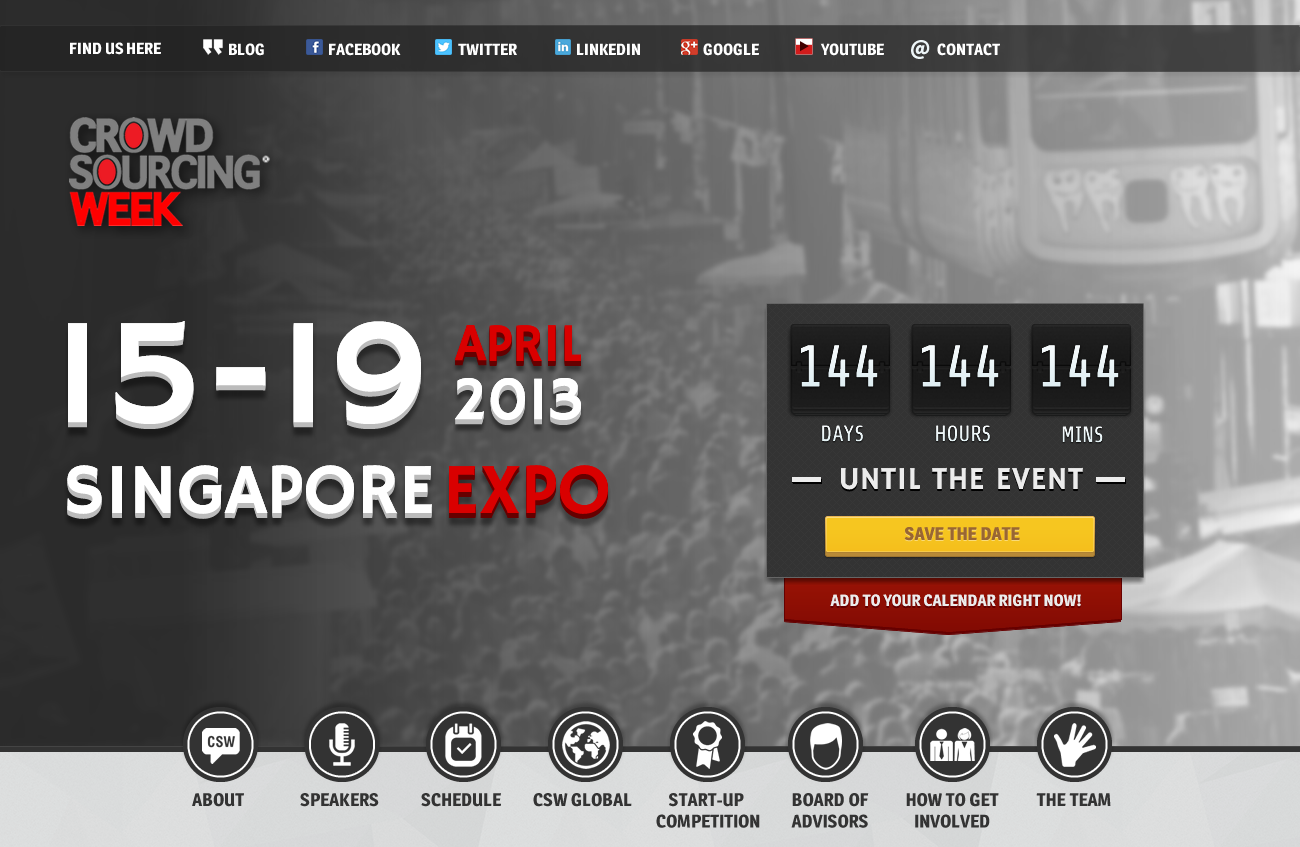 FIND US HERE BLOG FACEBOOK TWITTER LINKEDIN GOOGLE YOUTUBE @ CONTACT
CROWD
SOURCING
WEEK
15-19 APRIL
2013
SINGAPORE EXPO
144 144 144
DAYS HOURS MINS
UNTIL THE EVENT
SAVE THE DATE
ADD TO YOUR CALENDAR RIGHT NOW!
CSW
ABOUT
SPEAKERS
SCHEDULE
CSW GLOBAL
START-UP
COMPETITION
BOARD OF
ADVISORS
HOW TO GET
INVOLVED
THE TEAM